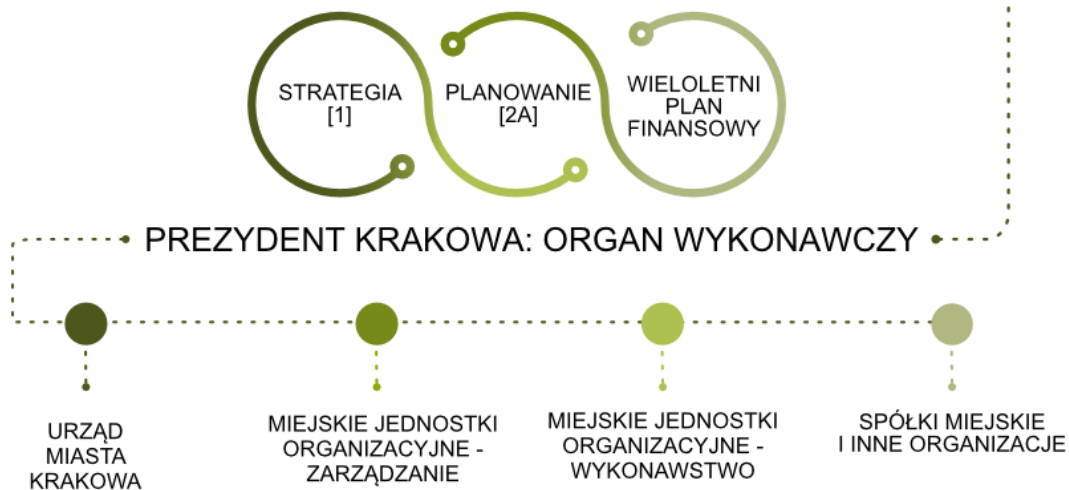 STRATEGIA
[1]
PLANOWANIE
[2A]
WIELOLETNI
PLAN
FINANSOWY
PREZYDENT KRAKOWA: ORGAN WYKONAWCZY
URZĄD
MIASTA
KRAKOWA
MIEJSKIE JEDNOSTKI
ORGANIZACYJNE -
ZARZĄDZANIE
MIEJSKIE JEDNOSTKI
ORGANIZACYJNE -
WYKONAWSTWO
SPÓŁKI MIEJSKIE
I INNE ORGANIZACJE